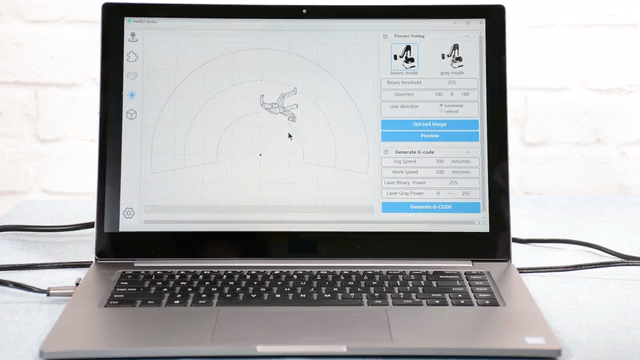 Process Setting
binary mode
gray mode
Binary threshold
255
Size(mm)
100 X 100
Line direction
horizontal
vertical
UpLoad Image
Preview
Generate G-code
Jog Speed 300 mm/min
Work Speed 200 mm/min
Laser Binary Power 255
Laser Gray Power 0 --- 255
Generate G-CODE